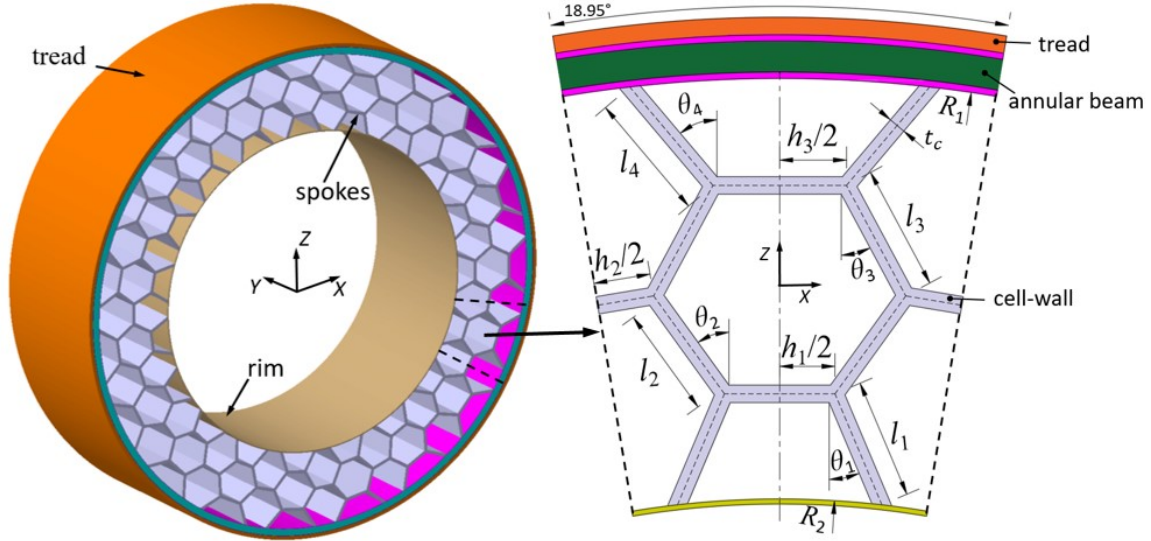 tread
spokes
Z
Y
X
rim
18.95°
tread
annular beam
R₁
θ₄
h₃/2
t꜀
l₄
l₃
h₂/2
Z
X
θ₃
cell-wall
θ₂
h₁/2
l₂
l₁
θ₁
R₂